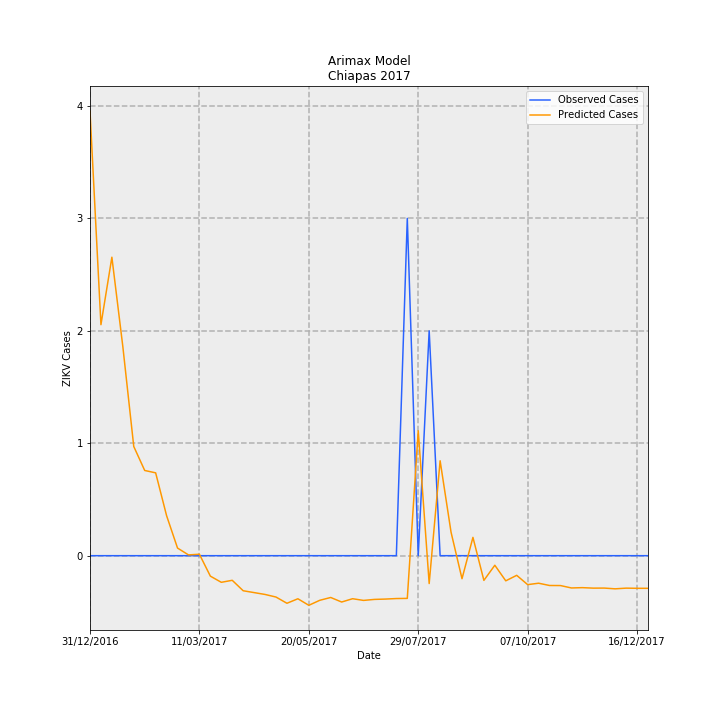 Arimax Model
Chiapas 2017
Observed Cases
Predicted Cases
4
3
2
1
0
ZIKV Cases
31/12/2016
11/03/2017
20/05/2017
29/07/2017
07/10/2017
16/12/2017
Date